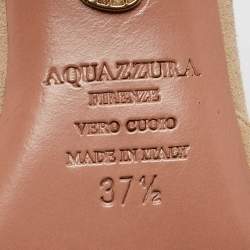 AQUAZZURA
FIRENZE
VERO CUOIO
MADE IN ITALY
37½